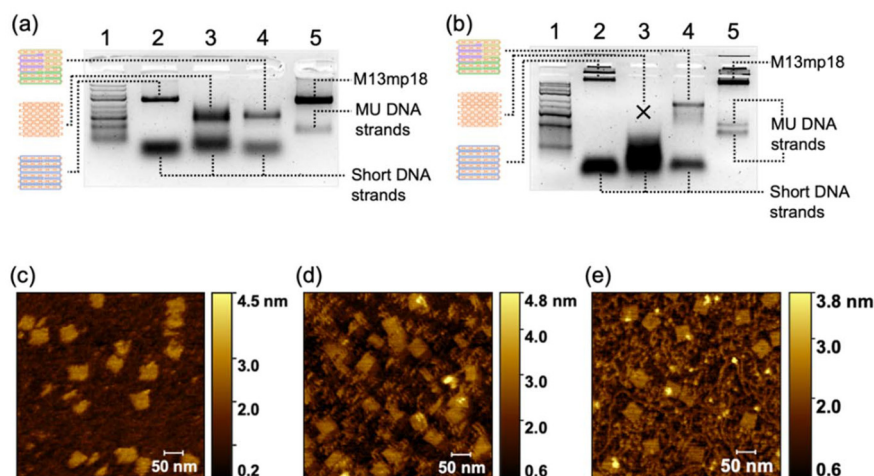 (a)
1 2 3 4 5
M13mp18
MU DNA
strands
Short DNA
strands
(b)
1 2 3 4 5
×
M13mp18
MU DNA
strands
Short DNA
strands
(c)
4.5 nm
3.0
2.0
0.2
50 nm
(d)
4.8 nm
4.0
3.0
2.0
0.6
50 nm
(e)
3.8 nm
3.0
2.0
0.6
50 nm